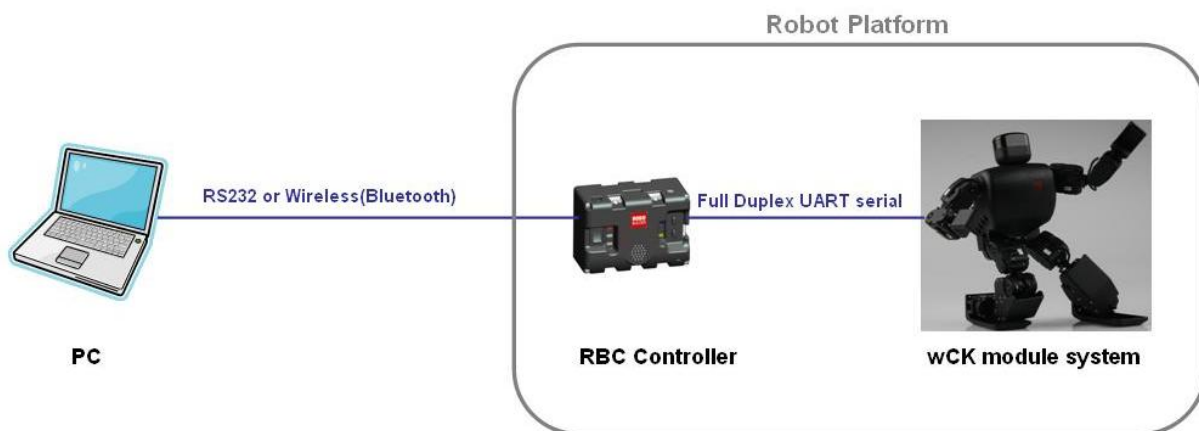 Robot Platform
RS232 or Wireless(Bluetooth)
Full Duplex UART serial
PC
RBC Controller
wCK module system